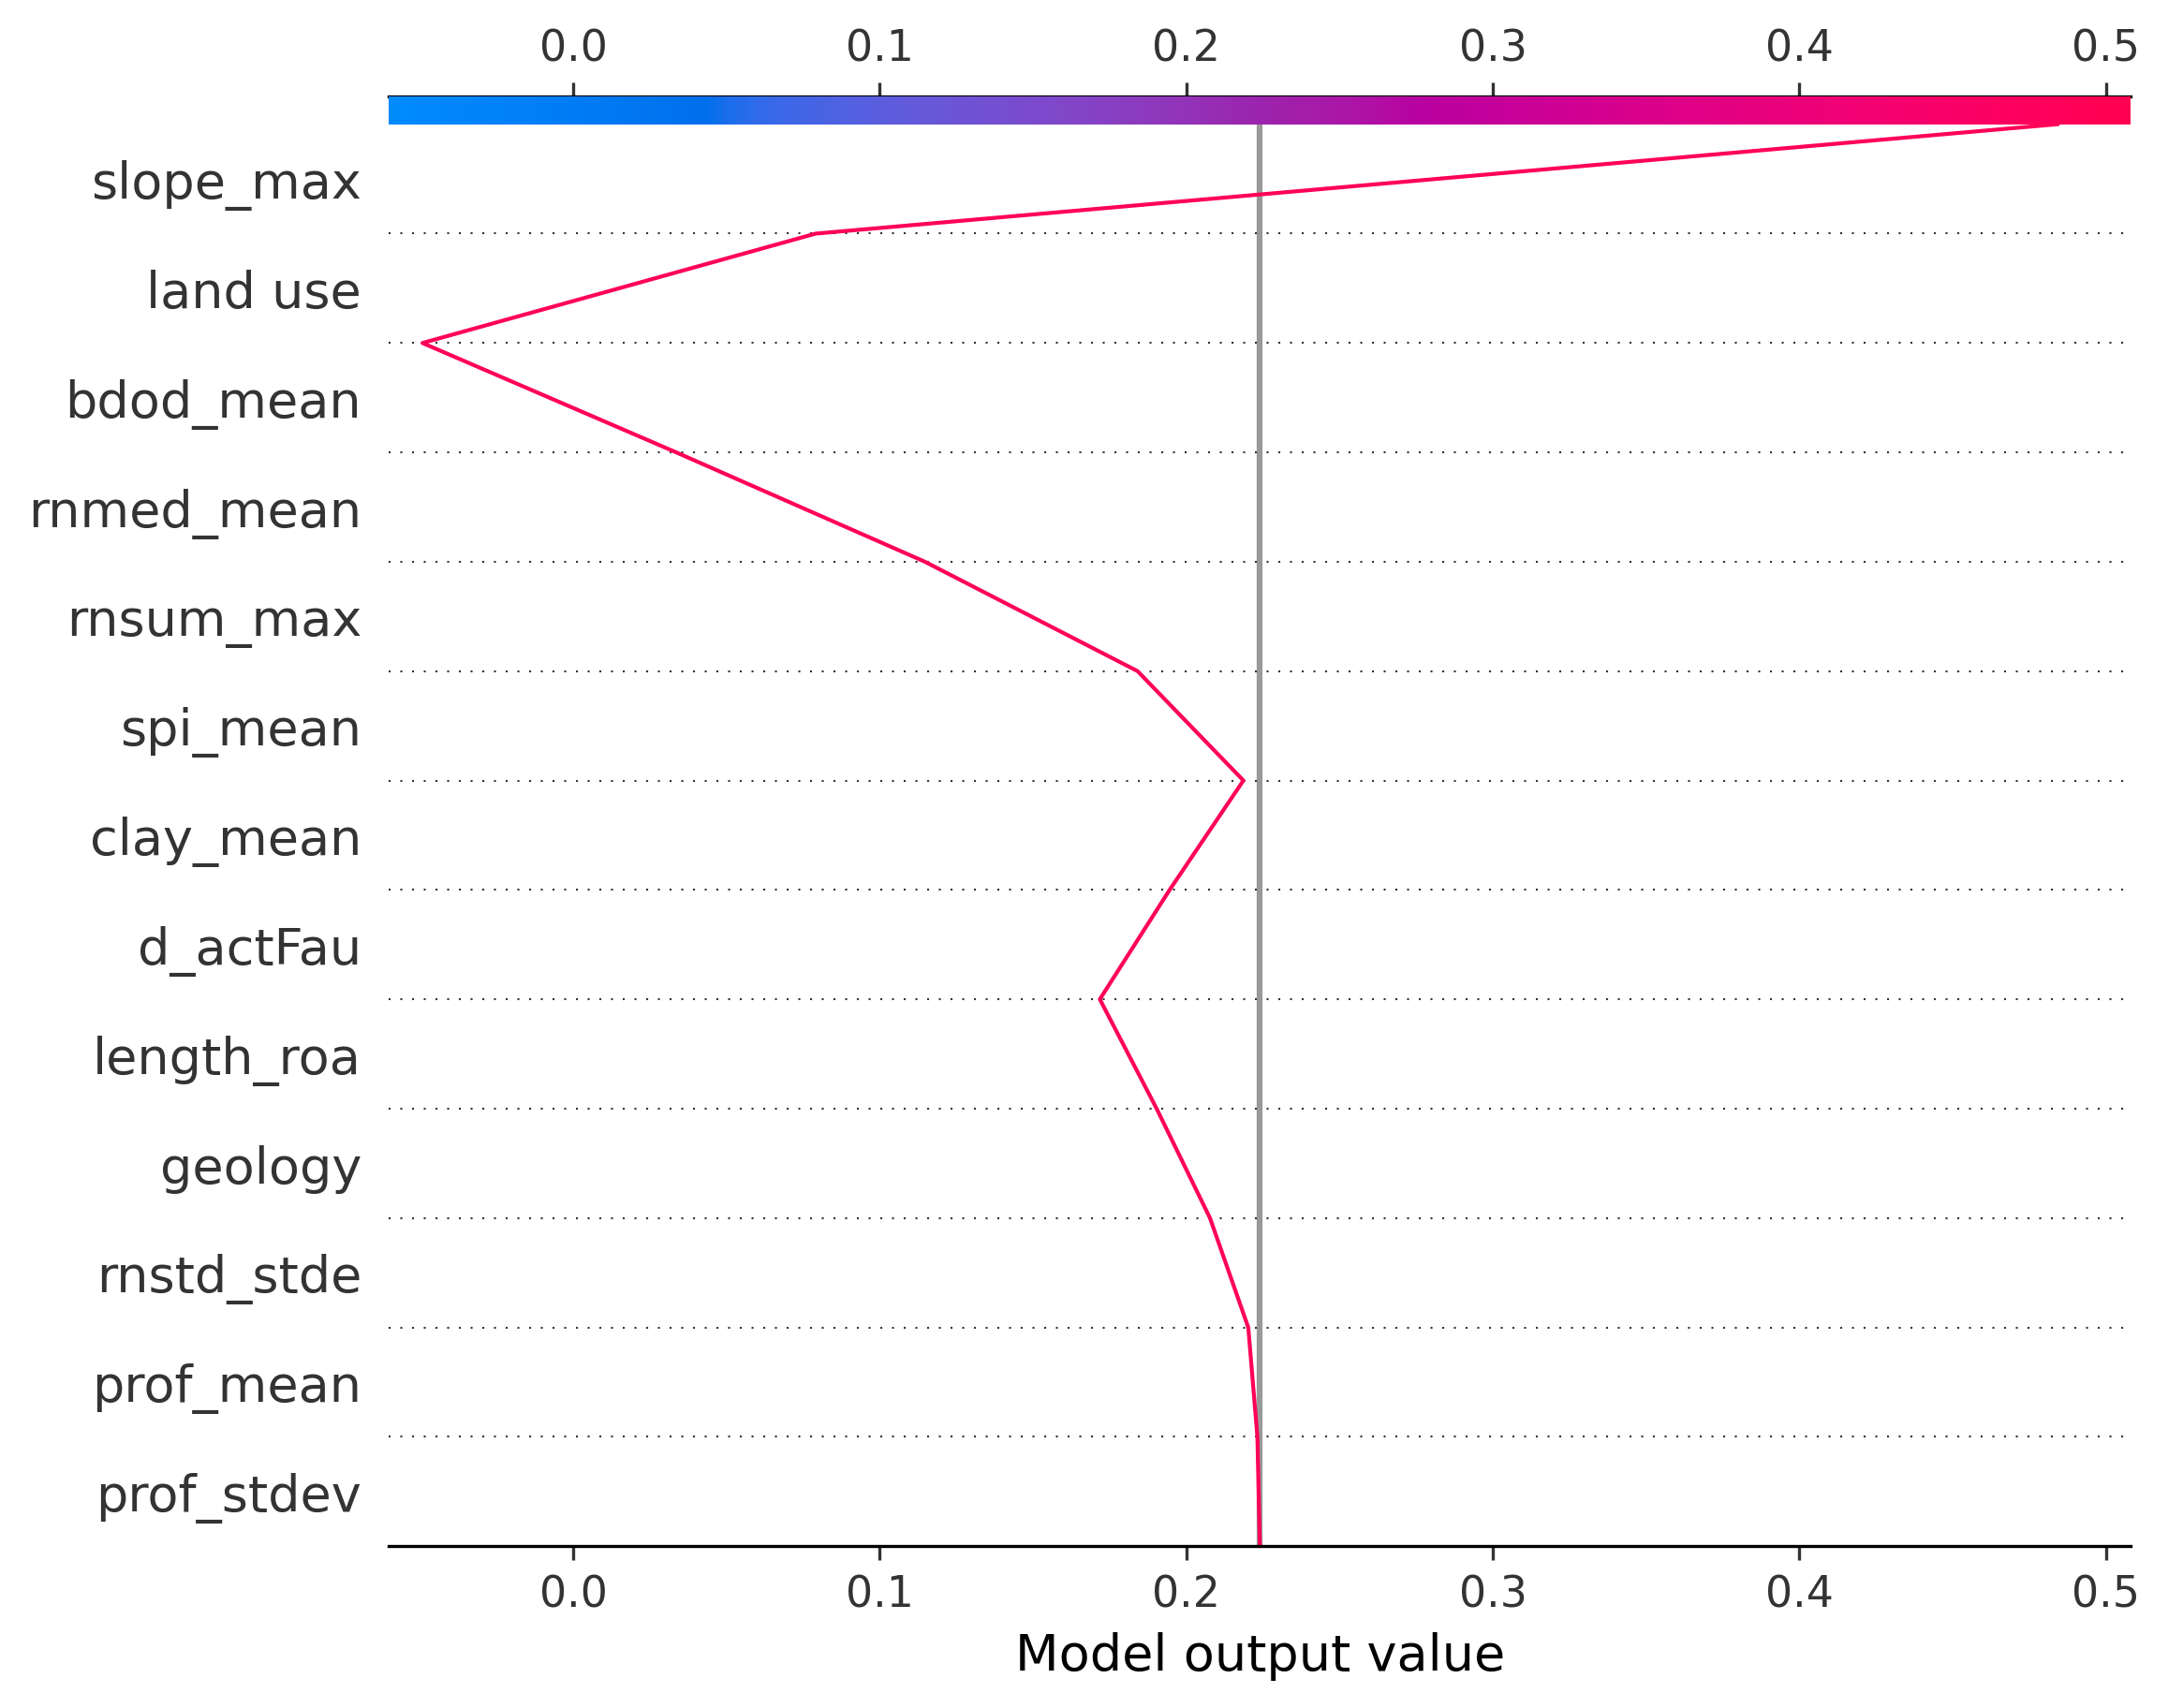 0.0 0.1 0.2 0.3 0.4 0.5
slope_max
land use
bdod_mean
rnmed_mean
rnsum_max
spi_mean
clay_mean
d_actFau
length_roa
geology
rnstd_stde
prof_mean
prof_stdev
0.0 0.1 0.2 0.3 0.4 0.5
Model output value